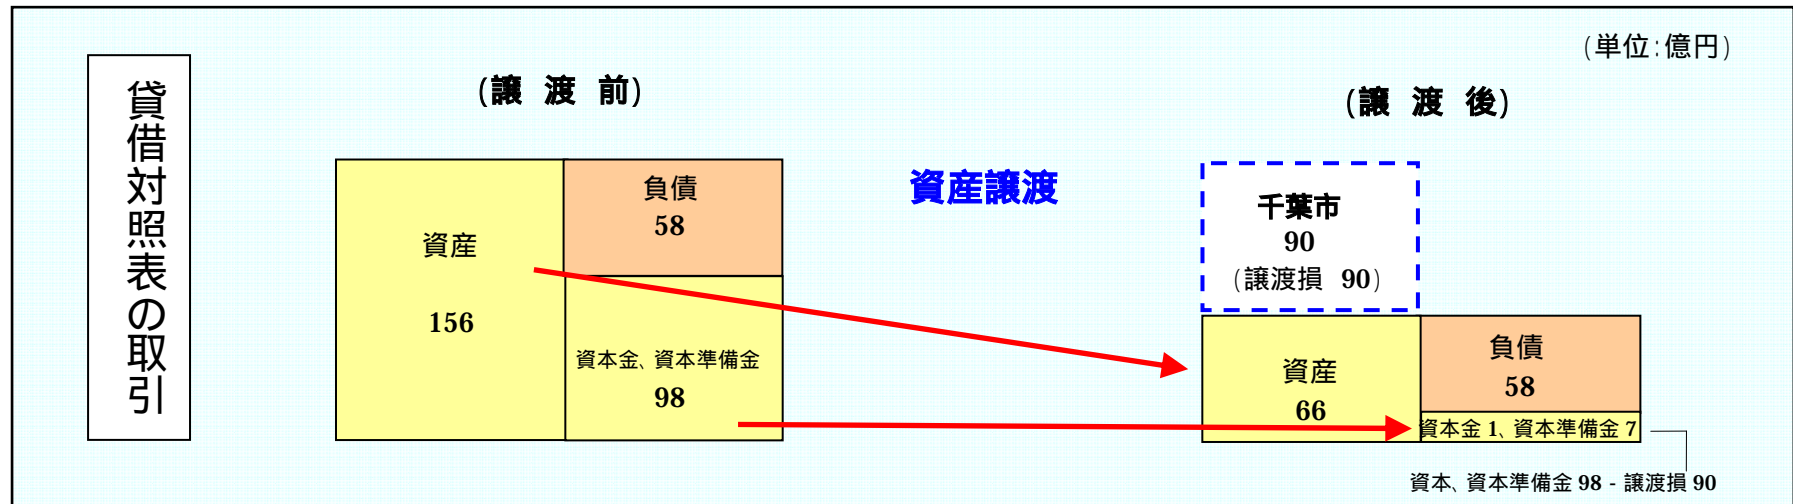 (単位:億円)
貸借対照表の取引
(譲 渡 前)
(譲 渡 後)
資産
156
負債
58
資本金、資本準備金
98
資産譲渡
千葉市
90
(譲渡損 90)
資産
66
負債
58
資本金 1、資本準備金 7
資本、資本準備金 98 - 譲渡損 90